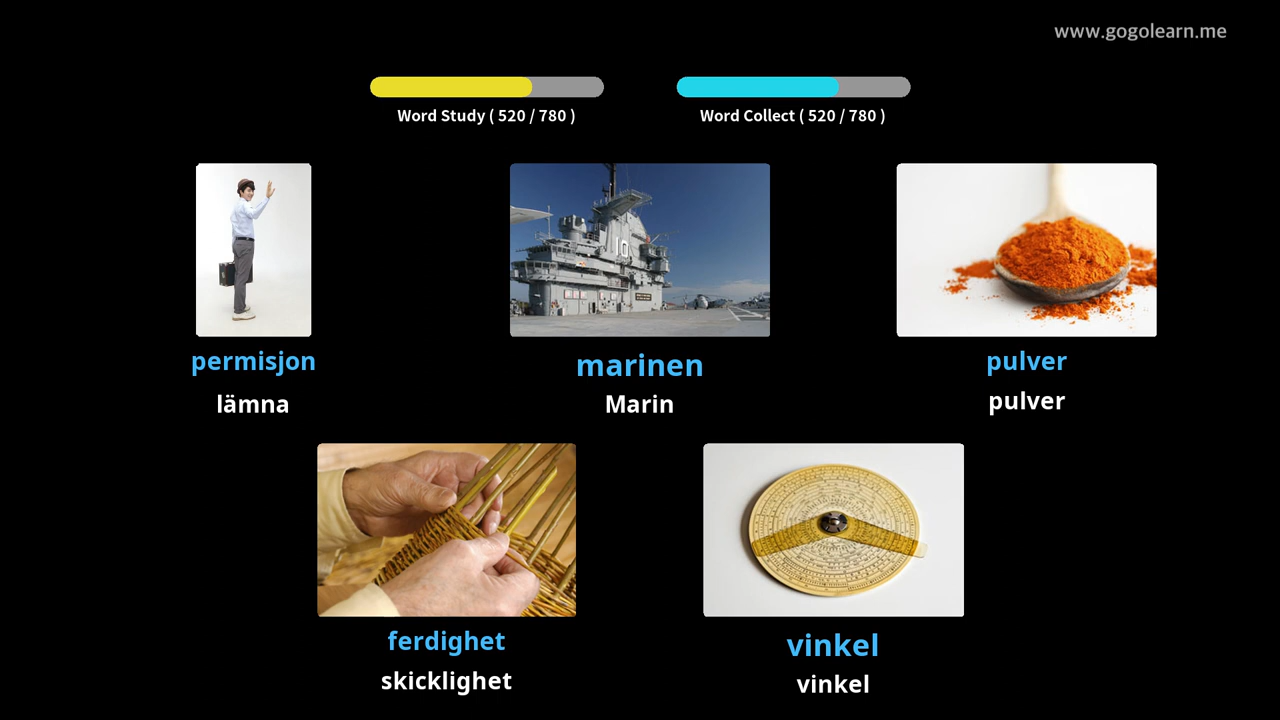 www.gogolearn.me
Word Study ( 520 / 780 )
Word Collect ( 520 / 780 )
10
permisjon
lämna
marinen
Marin
pulver
pulver
ferdighet
skicklighet
vinkel
vinkel